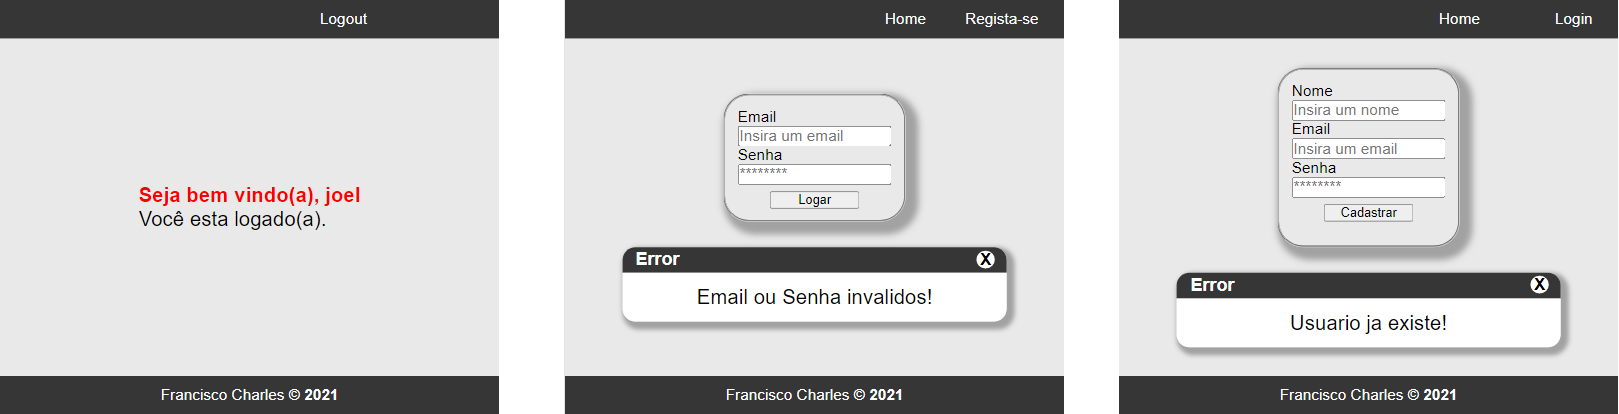 Logout
Seja bem vindo(a), joel
Você esta logado(a).
Francisco Charles © 2021
Home Regista-se
Email
Insira um email
Senha
********
Logar
Error X
Email ou Senha invalidos!
Francisco Charles © 2021
Home Login
Nome
Insira um nome
Email
Insira um email
Senha
********
Cadastrar
Error X
Usuario ja existe!
Francisco Charles © 2021